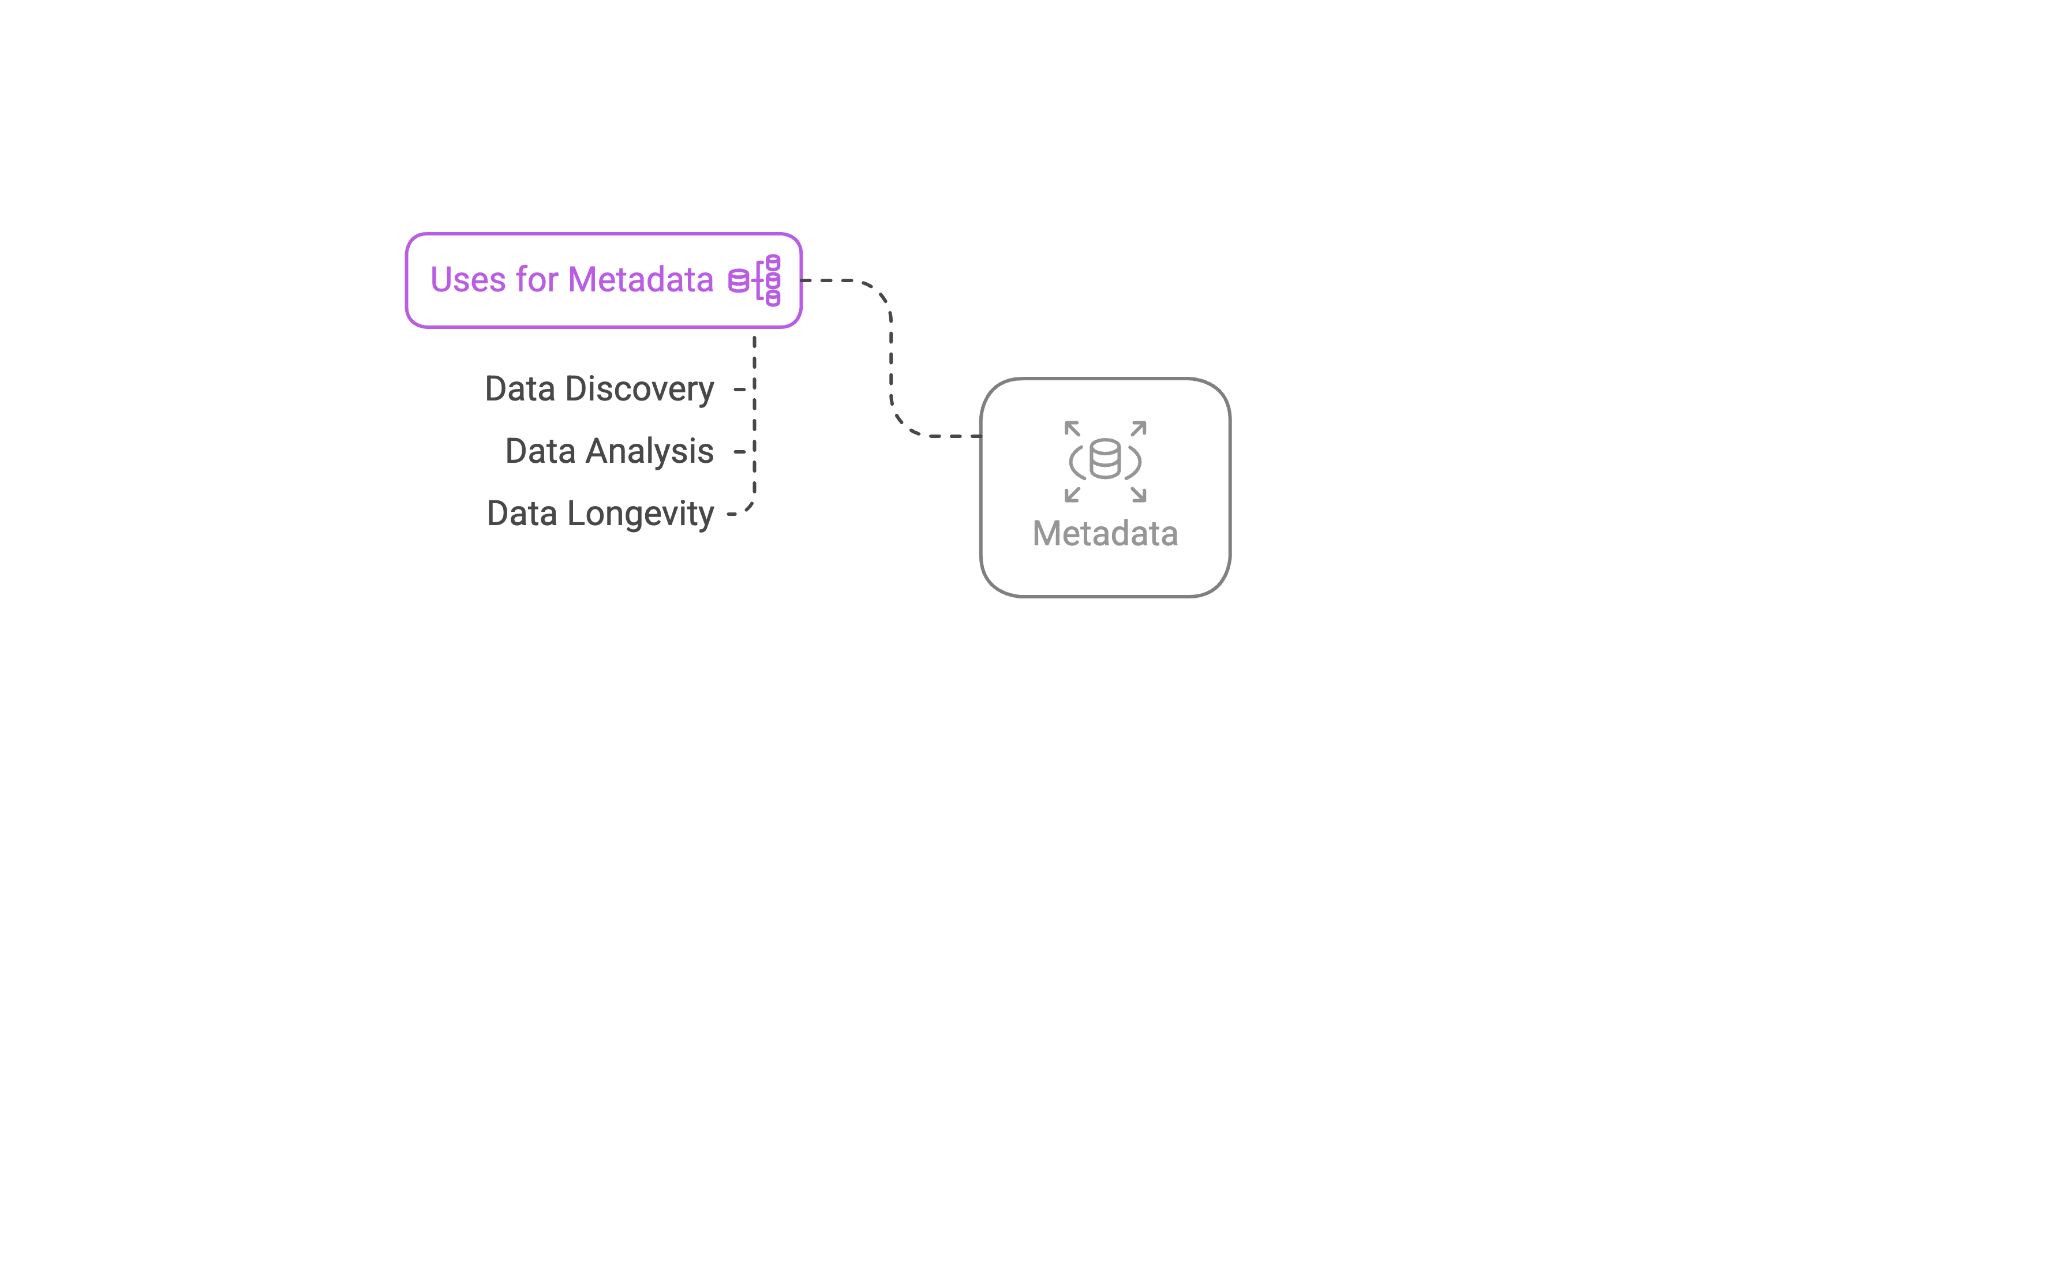 Uses for Metadata
Data Discovery
Data Analysis
Data Longevity
Metadata